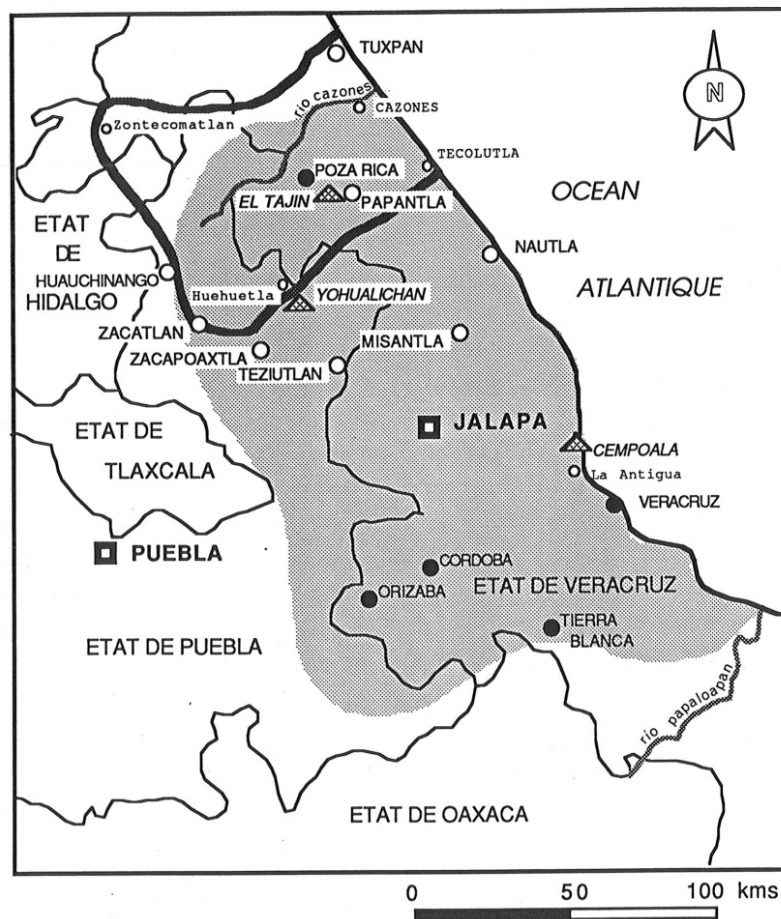 TUXPAN
N
rio cazones
CAZONES
Zontecomatlan
TECOLUTLA
POZA RICA
EL TAJIN
PAPANTLA
OCEAN
ETAT
DE
HIDALGO
NAUTLA
HUAUCHINANGO
Huehuetla
YOHUALICHAN
ATLANTIQUE
ZACATLAN
MISANTLA
ZACAPOAXTLA
TEZIUTLAN
JALAPA
ETAT DE
TLAXCALA
CEMPOALA
La Antigua
VERACRUZ
PUEBLA
CORDOBA
ETAT DE VERACRUZ
ORIZABA
TIERRA
BLANCA
ETAT DE PUEBLA
rio papaloapan
ETAT DE OAXACA
0 50 100 kms